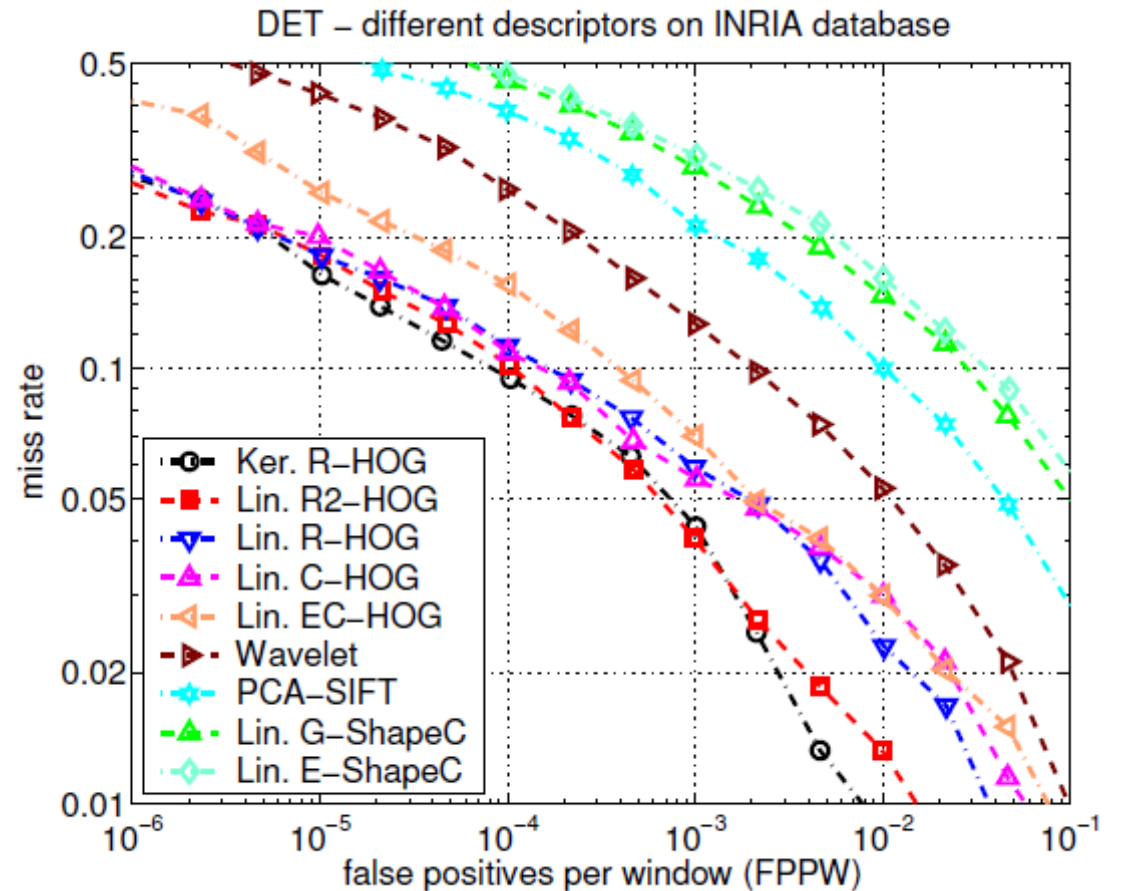 DET − different descriptors on INRIA database
0.5
0.2
0.1
0.05
0.02
0.01
miss rate
Ker. R−HOG
Lin. R2−HOG
Lin. R−HOG
Lin. C−HOG
Lin. EC−HOG
Wavelet
PCA−SIFT
Lin. G−ShapeC
Lin. E−ShapeC
10⁻⁶ 10⁻⁵ 10⁻⁴ 10⁻³ 10⁻² 10⁻¹
false positives per window (FPPW)